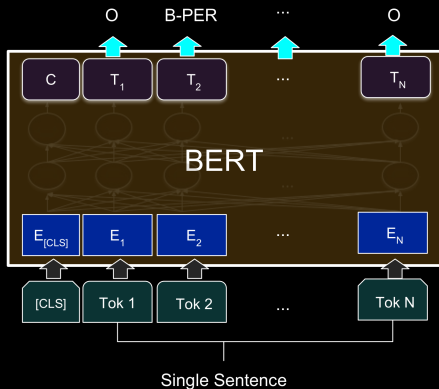 O B-PER ... O
C T1 T2 ... TN
...
BERT
...
E[CLS] E1 E2 ... EN
[CLS] Tok 1 Tok 2 ... Tok N
Single Sentence